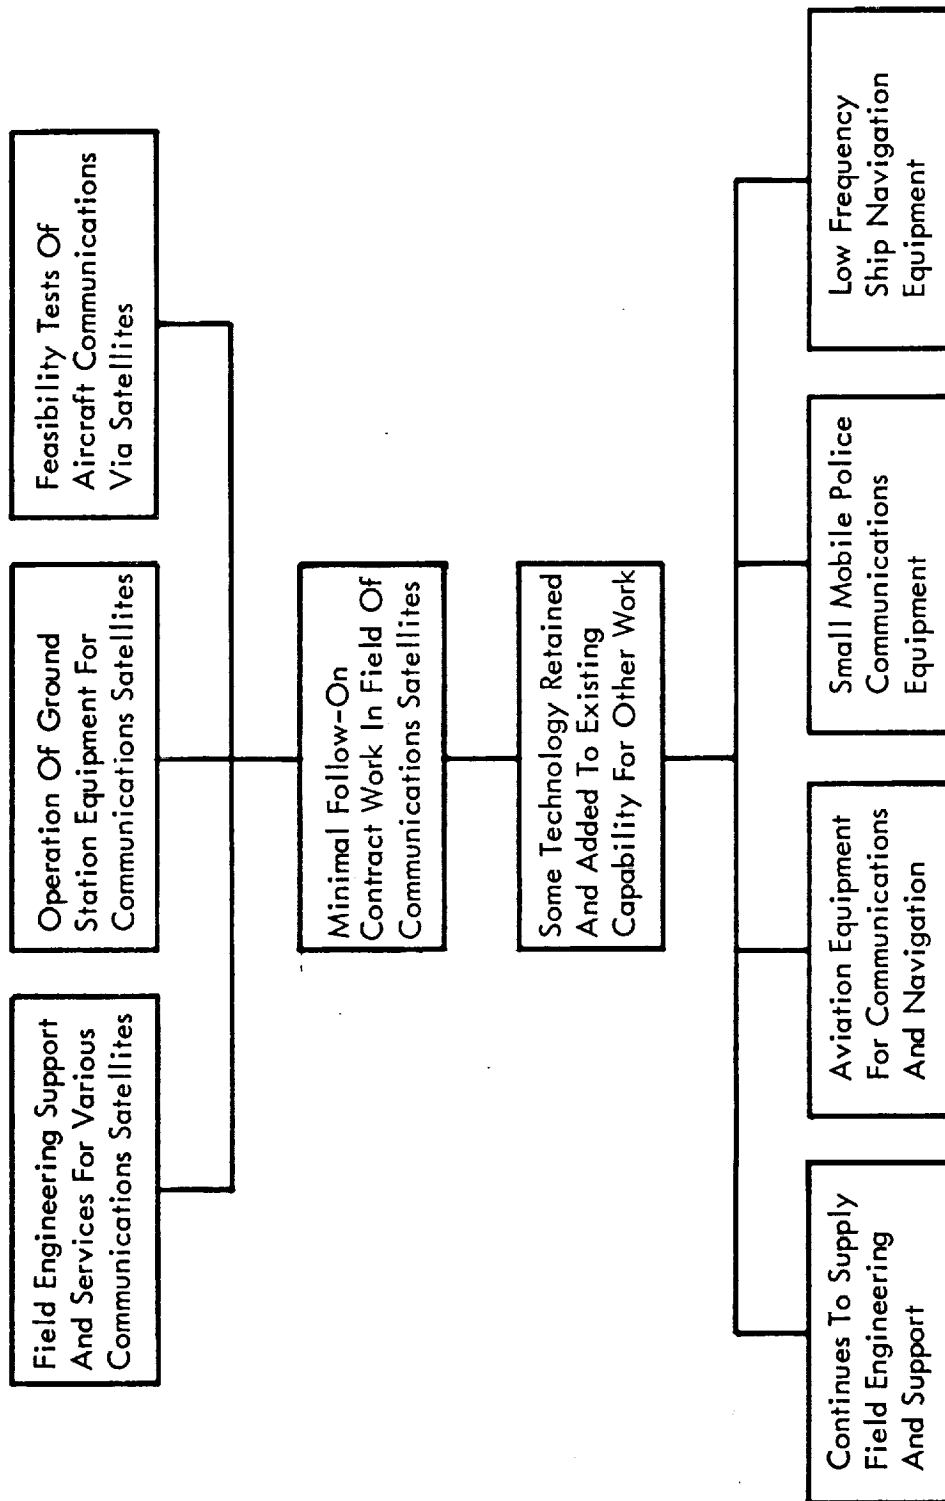 Field Engineering Support
And Services For Various
Communications Satellites
Operation Of Ground
Station Equipment For
Communications Satellites
Feasibility Tests Of
Aircraft Communications
Via Satellites
Minimal Follow-On
Contract Work In Field Of
Communications Satellites
Some Technology Retained
And Added To Existing
Capability For Other Work
Continues To Supply
Field Engineering
And Support
Aviation Equipment
For Communications
And Navigation
Small Mobile Police
Communications
Equipment
Low Frequency
Ship Navigation
Equipment